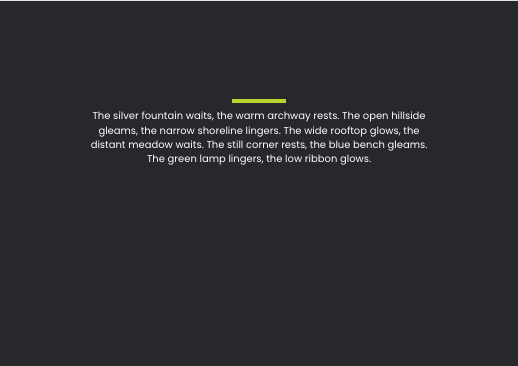 The silver fountain waits, the warm archway rests. The open hillside
gleams, the narrow shoreline lingers. The wide rooftop glows, the
distant meadow waits. The still corner rests, the blue bench gleams.
The green lamp lingers, the low ribbon glows.